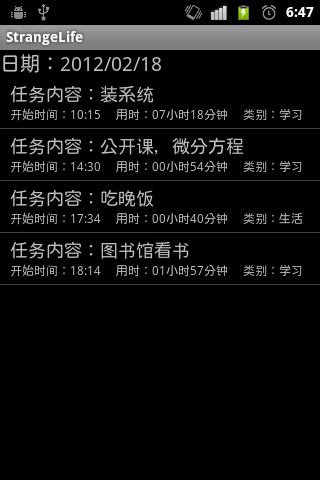 6:47
StrangeLife
日期：2012/02/18
任务内容：装系统
开始时间：10:15 用时：07小时18分钟 类别：学习
任务内容：公开课，微分方程
开始时间：14:30 用时：00小时54分钟 类别：学习
任务内容：吃晚饭
开始时间：17:34 用时：00小时40分钟 类别：生活
任务内容：图书馆看书
开始时间：18:14 用时：01小时57分钟 类别：学习